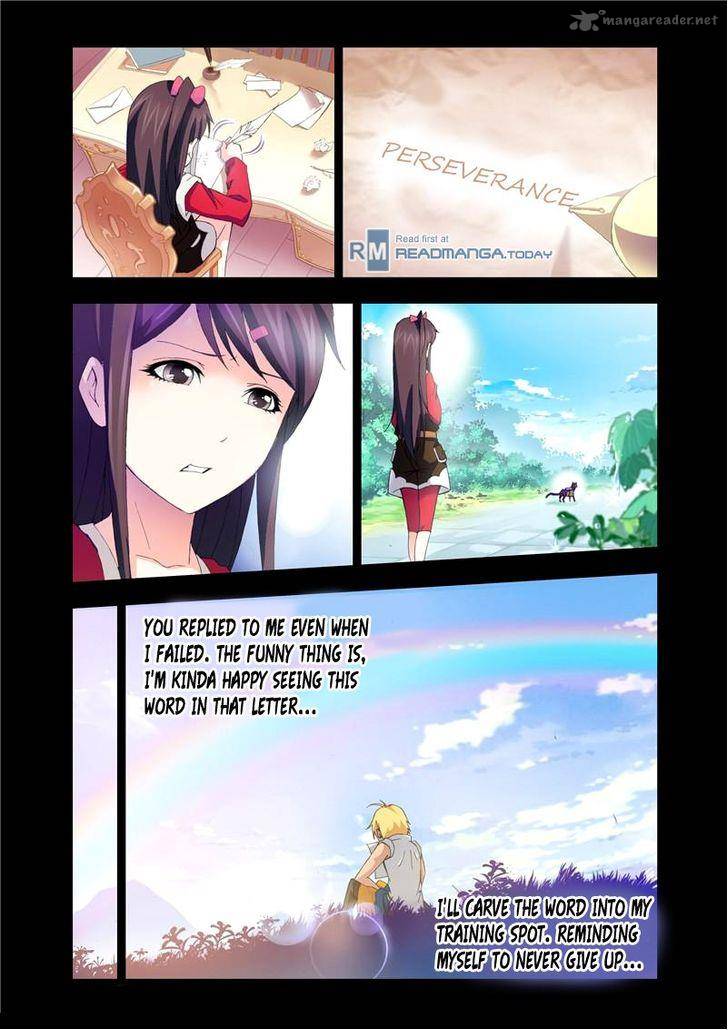 mangareader.net
PERSEVERANCE
RM Read first at
READMANGA.TODAY
YOU REPLIED TO ME EVEN WHEN
I FAILED. THE FUNNY THING IS,
I'M KINDA HAPPY SEEING THIS
WORD IN THAT LETTER...
I'LL CARVE THE WORD INTO MY
TRAINING SPOT. REMINDING
MYSELF TO NEVER GIVE UP...